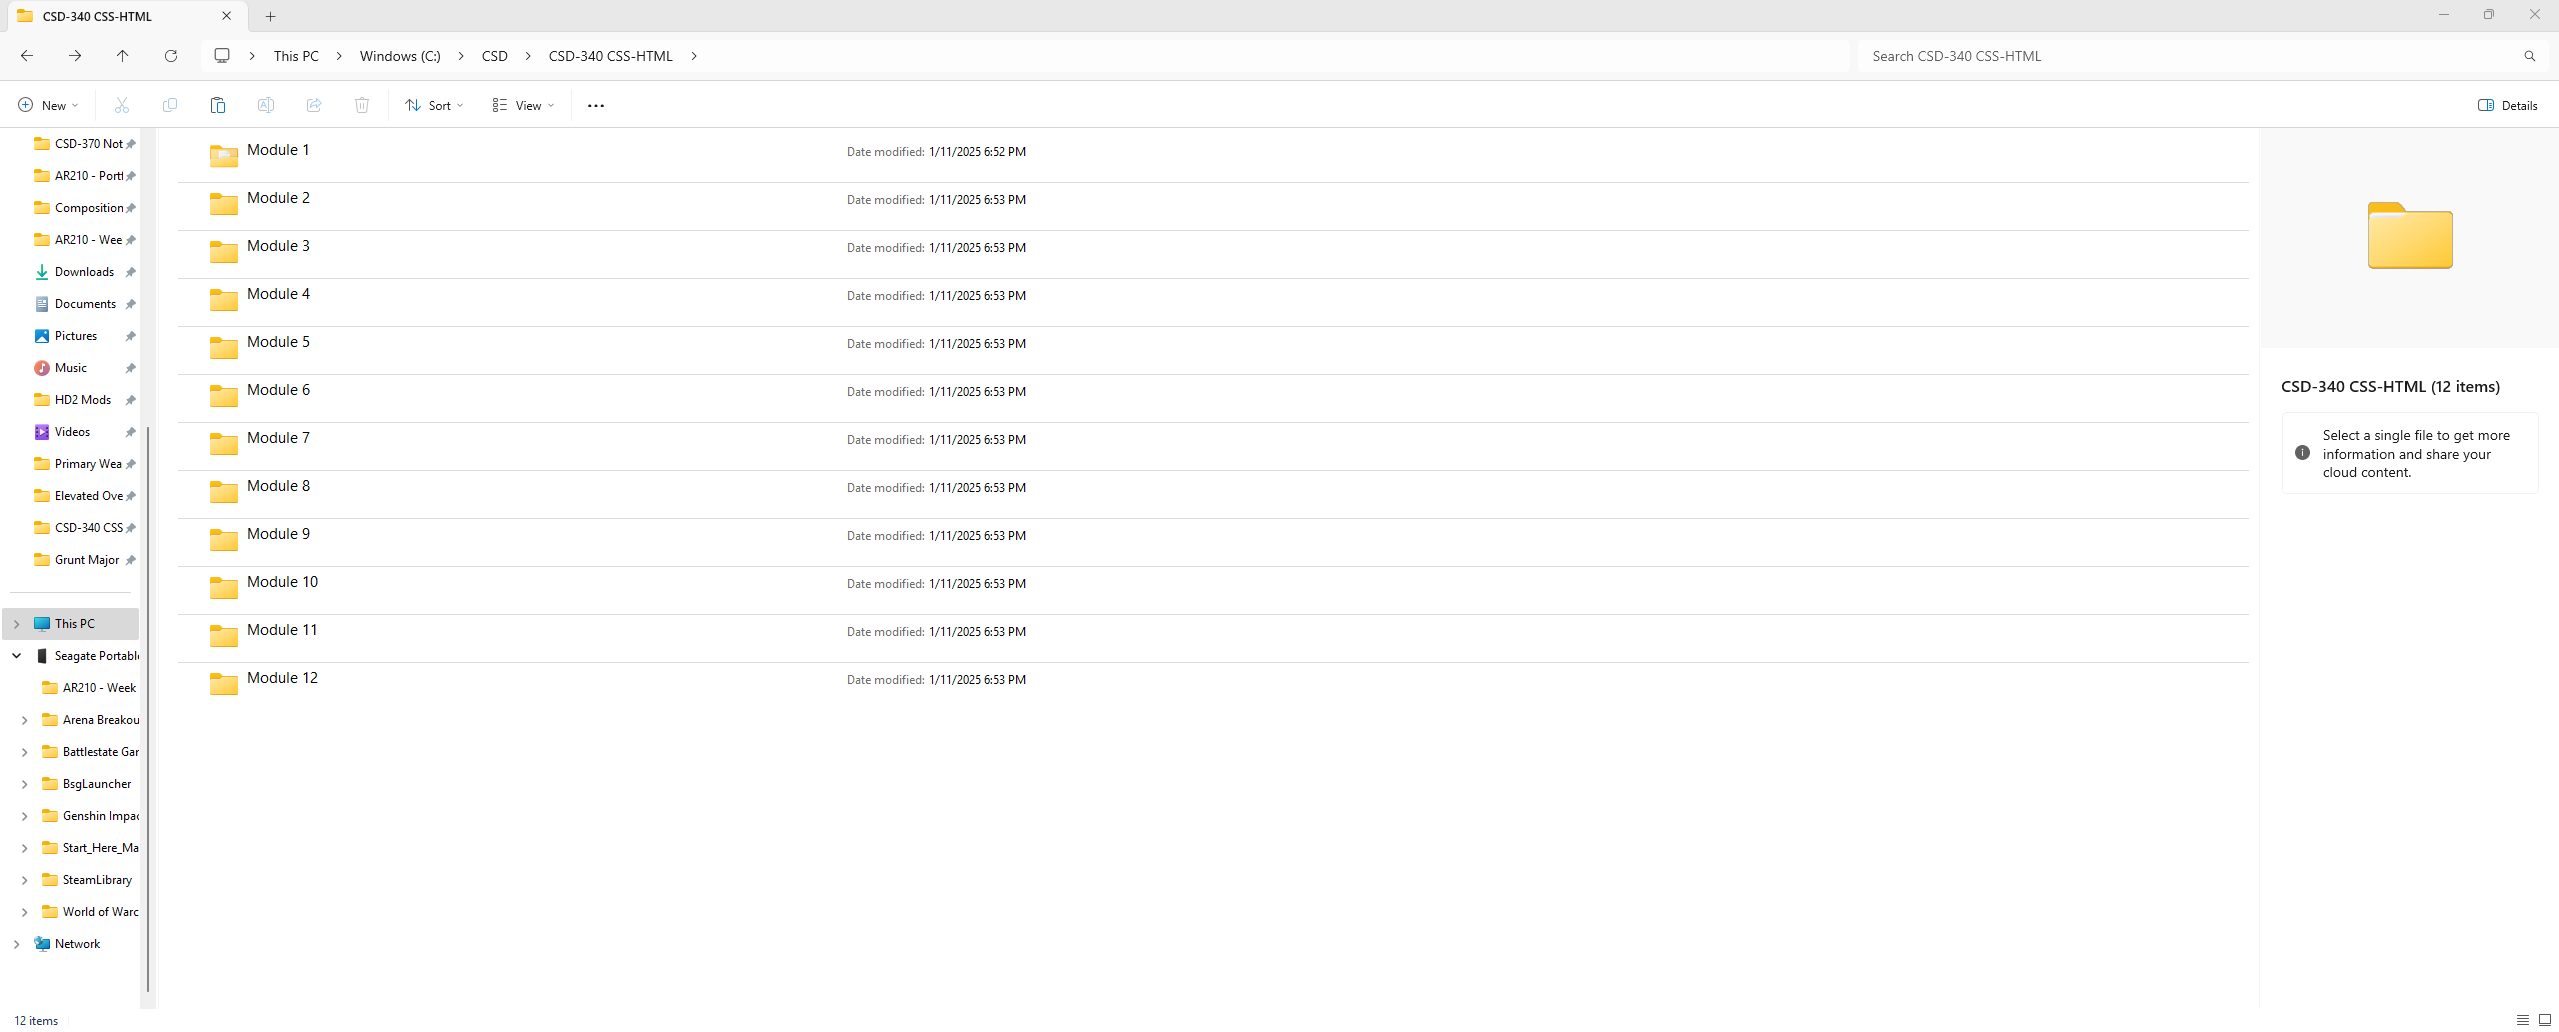 CSD-340 CSS-HTML
This PC
Windows (C:)
CSD
CSD-340 CSS-HTML
Search CSD-340 CSS-HTML
New
Sort
View
Details
CSD-370 Not
AR210 - Portf
Composition
AR210 - Wee
Downloads
Documents
Pictures
Music
HD2 Mods
Videos
Primary Wea
Elevated Ove
CSD-340 CSS
Grunt Major
This PC
Seagate Portable
AR210 - Week
Arena Breakou
Battlestate Gar
BsgLauncher
Genshin Impac
Start_Here_Ma
SteamLibrary
World of Warc
Network
Module 1 Date modified: 1/11/2025 6:52 PM
Module 2 Date modified: 1/11/2025 6:53 PM
Module 3 Date modified: 1/11/2025 6:53 PM
Module 4 Date modified: 1/11/2025 6:53 PM
Module 5 Date modified: 1/11/2025 6:53 PM
Module 6 Date modified: 1/11/2025 6:53 PM
Module 7 Date modified: 1/11/2025 6:53 PM
Module 8 Date modified: 1/11/2025 6:53 PM
Module 9 Date modified: 1/11/2025 6:53 PM
Module 10 Date modified: 1/11/2025 6:53 PM
Module 11 Date modified: 1/11/2025 6:53 PM
Module 12 Date modified: 1/11/2025 6:53 PM
CSD-340 CSS-HTML (12 items)
Select a single file to get more
information and share your
cloud content.
12 items